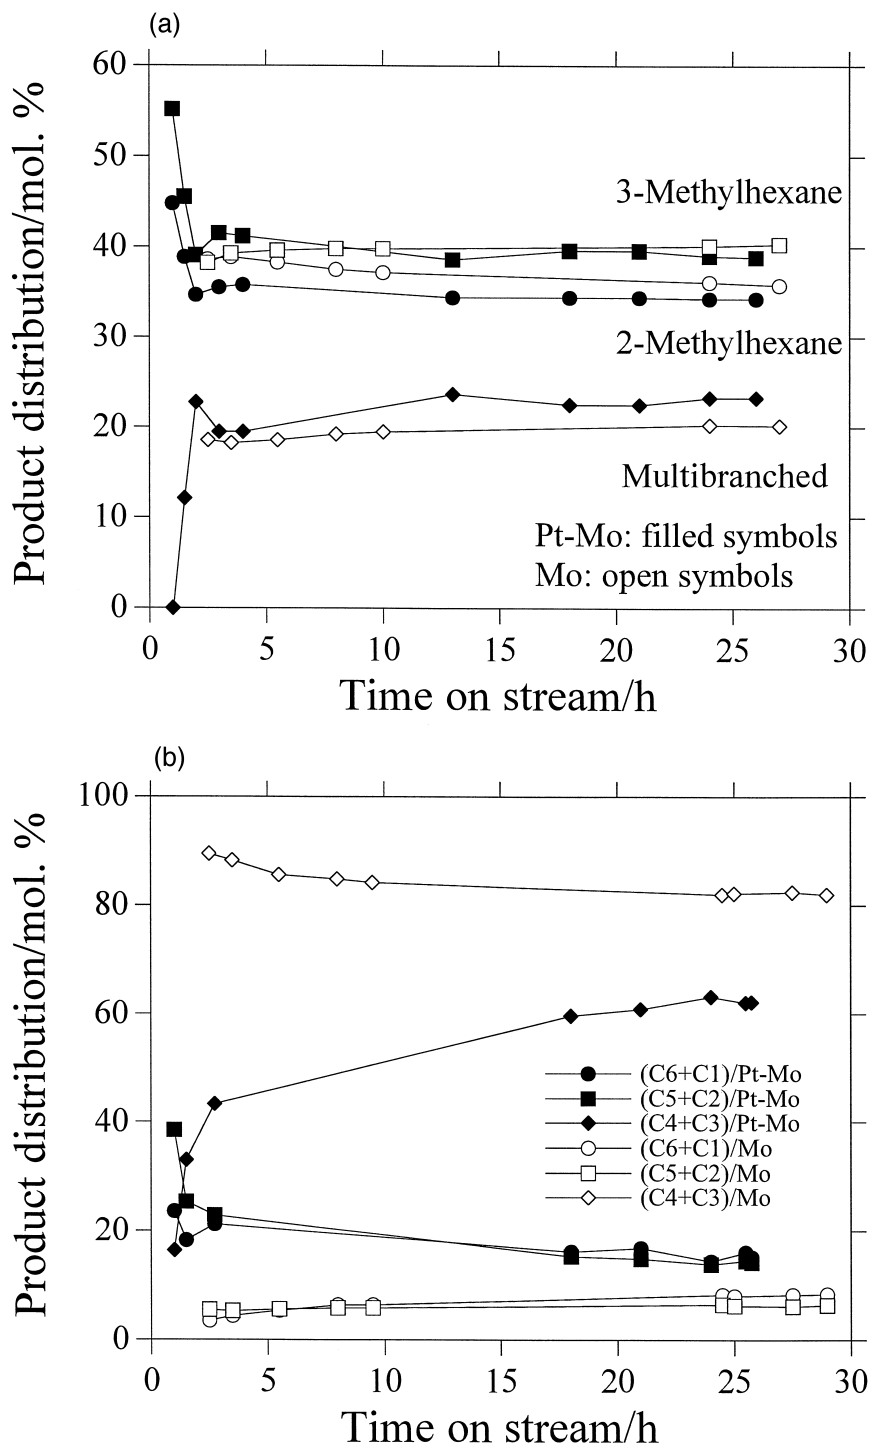 (a)
Product distribution/mol. %
60
50
40
30
20
10
0
3-Methylhexane
2-Methylhexane
Multibranched
Pt-Mo: filled symbols
Mo: open symbols
0 5 10 15 20 25 30
Time on stream/h
(b)
Product distribution/mol. %
100
80
60
40
20
0
(C6+C1)/Pt-Mo
(C5+C2)/Pt-Mo
(C4+C3)/Pt-Mo
(C6+C1)/Mo
(C5+C2)/Mo
(C4+C3)/Mo
0 5 10 15 20 25 30
Time on stream/h